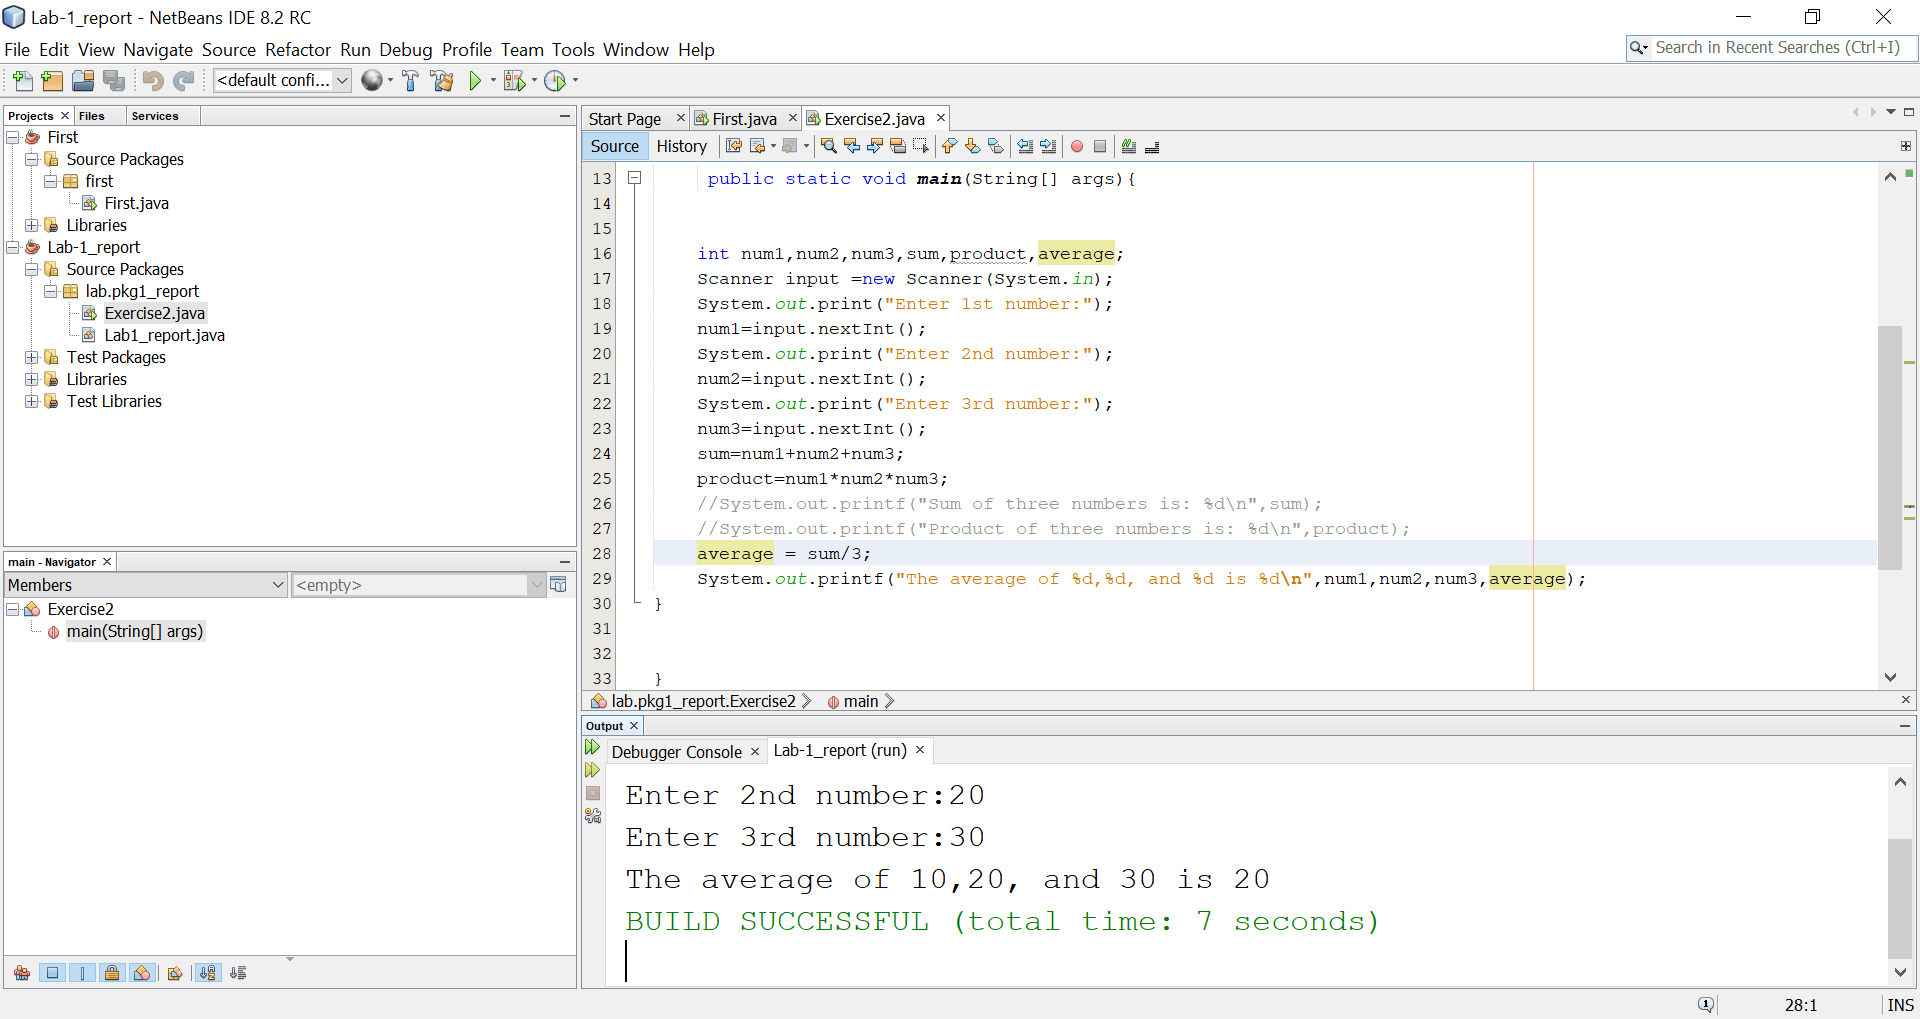 Lab-1_report - NetBeans IDE 8.2 RC
File Edit View Navigate Source Refactor Run Debug Profile Team Tools Window Help
Search in Recent Searches (Ctrl+I)
<default confi...
Projects Files Services
First
Source Packages
first
First.java
Libraries
Lab-1_report
Source Packages
lab.pkg1_report
Exercise2.java
Lab1_report.java
Test Packages
Libraries
Test Libraries
main - Navigator
Members <empty>
Exercise2
main(String[] args)
Start Page First.java Exercise2.java
Source History
13 public static void main(String[] args){
14
15
16 int num1,num2,num3,sum,product,average;
17 Scanner input =new Scanner(System.in);
18 System.out.print("Enter 1st number:");
19 num1=input.nextInt();
20 System.out.print("Enter 2nd number:");
21 num2=input.nextInt();
22 System.out.print("Enter 3rd number:");
23 num3=input.nextInt();
24 sum=num1+num2+num3;
25 product=num1*num2*num3;
26 //System.out.printf("Sum of three numbers is: %d\n",sum);
27 //System.out.printf("Product of three numbers is: %d\n",product);
28 average = sum/3;
29 System.out.printf("The average of %d,%d, and %d is %d\n",num1,num2,num3,average);
30 }
31
32
33 }
lab.pkg1_report.Exercise2 main
Output
Debugger Console Lab-1_report (run)
Enter 2nd number:20
Enter 3rd number:30
The average of 10,20, and 30 is 20
BUILD SUCCESSFUL (total time: 7 seconds)
28:1 INS